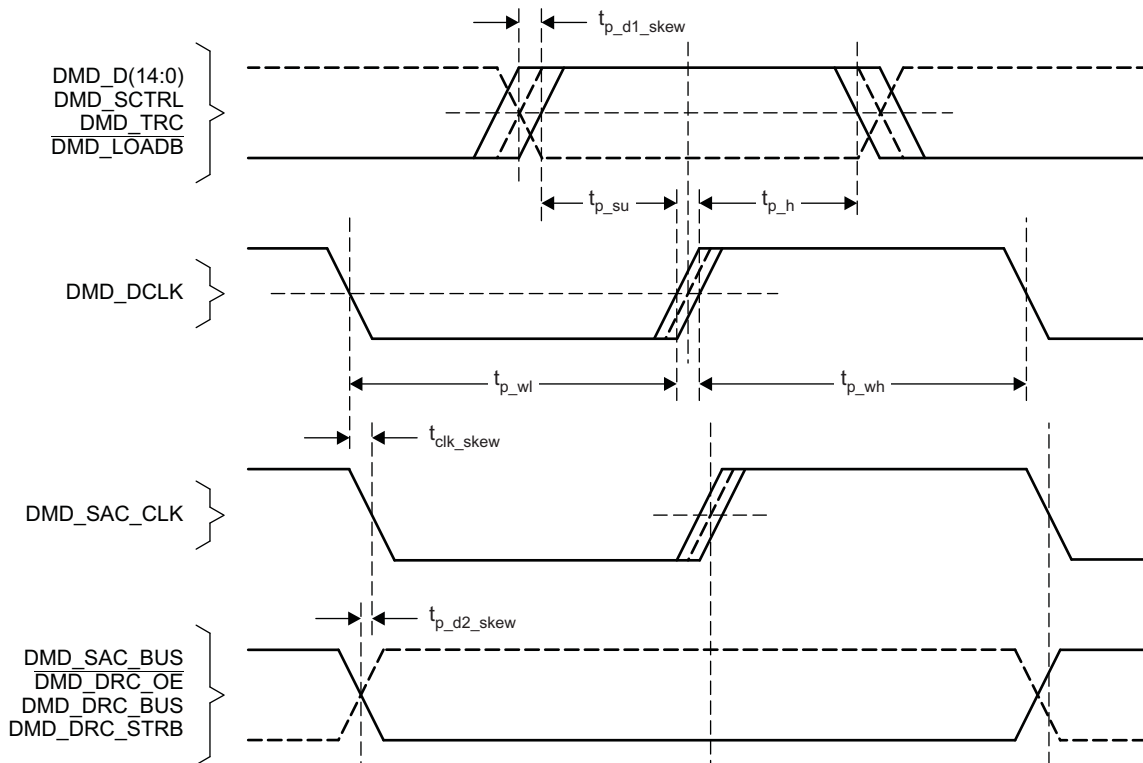 t_p_d1_skew
DMD_D(14:0)
DMD_SCTRL
DMD_TRC
DMD_LOADB
t_p_su
t_p_h
DMD_DCLK
t_p_wl
t_p_wh
t_clk_skew
DMD_SAC_CLK
t_p_d2_skew
DMD_SAC_BUS
DMD_DRC_OE
DMD_DRC_BUS
DMD_DRC_STRB